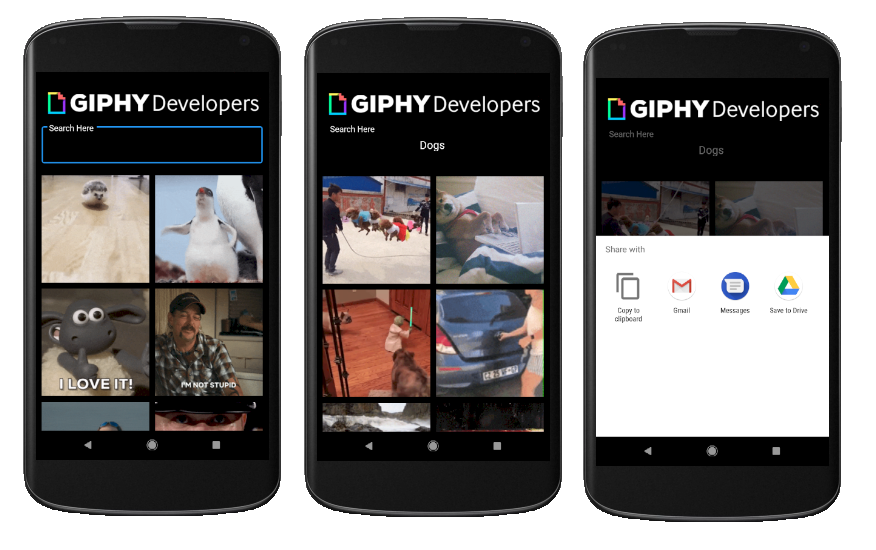 GIPHY Developers
Search Here
I LOVE IT!
I'M NOT STUPID
GIPHY Developers
Search Here
Dogs
GIPHY Developers
Search Here
Dogs
Share with
Copy to
clipboard
Gmail
Messages
Save to Drive